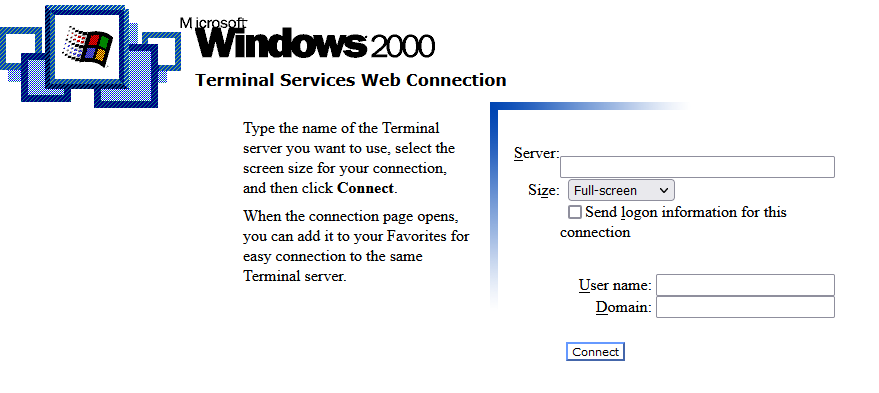 Microsoft
Windows 2000
Terminal Services Web Connection
Type the name of the Terminal
server you want to use, select the
screen size for your connection,
and then click Connect.
When the connection page opens,
you can add it to your Favorites for
easy connection to the same
Terminal server.
Server:
Size: Full-screen
Send logon information for this
connection
User name:
Domain:
Connect